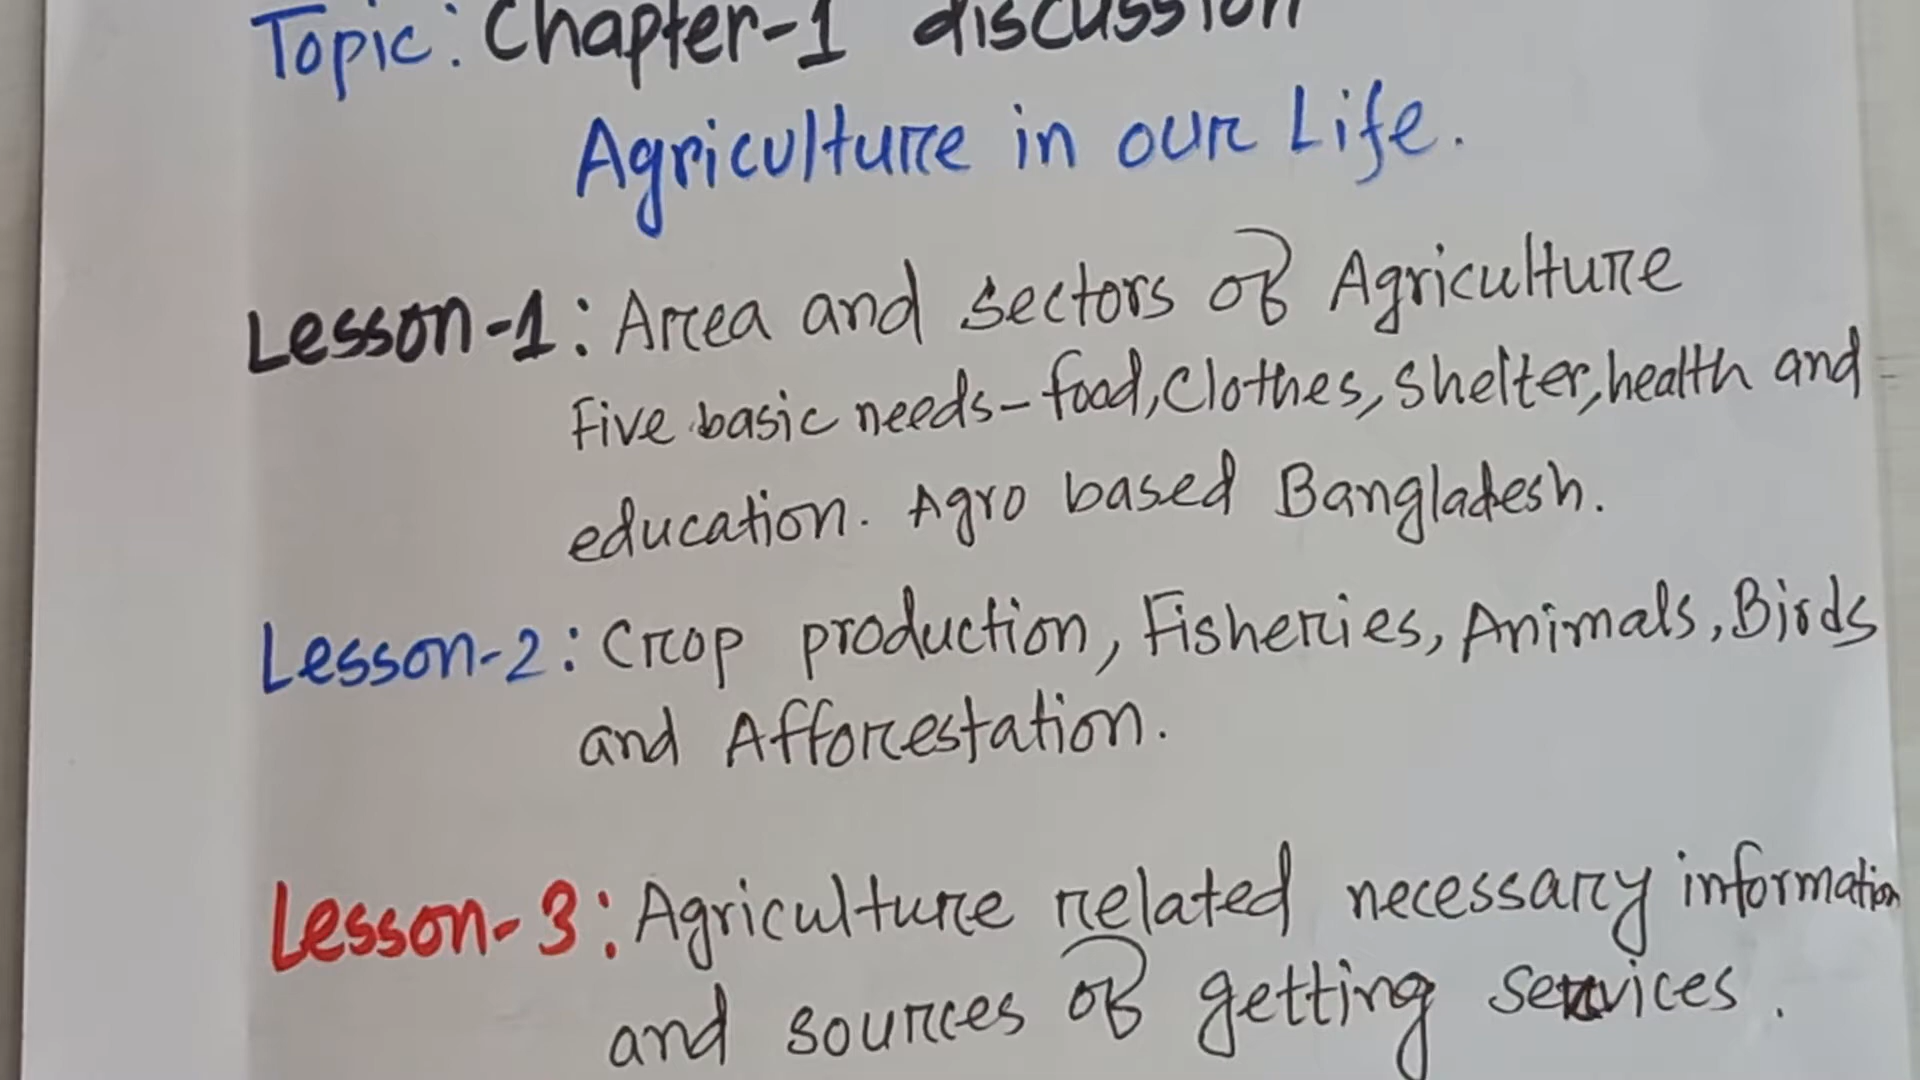 Topic: Chapter-1 discussion
Agriculture in our Life.
Lesson-1: Area and sectors of Agriculture
Five basic needs-food, Clothes, Shelter, health and
education. Agro based Bangladesh.
Lesson-2: Crop production, Fisheries, Animals, Birds
and Afforestation.
Lesson-3: Agriculture related necessary information
and sources of getting services.